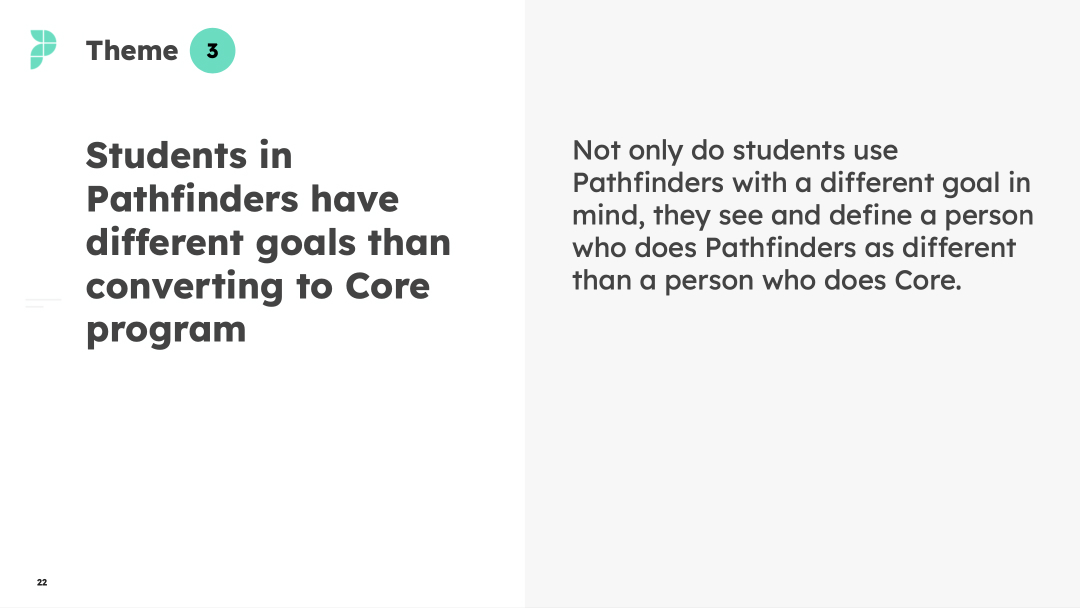 Theme 3
Students in
Pathfinders have
different goals than
converting to Core
program
Not only do students use
Pathfinders with a different goal in
mind, they see and define a person
who does Pathfinders as different
than a person who does Core.
22